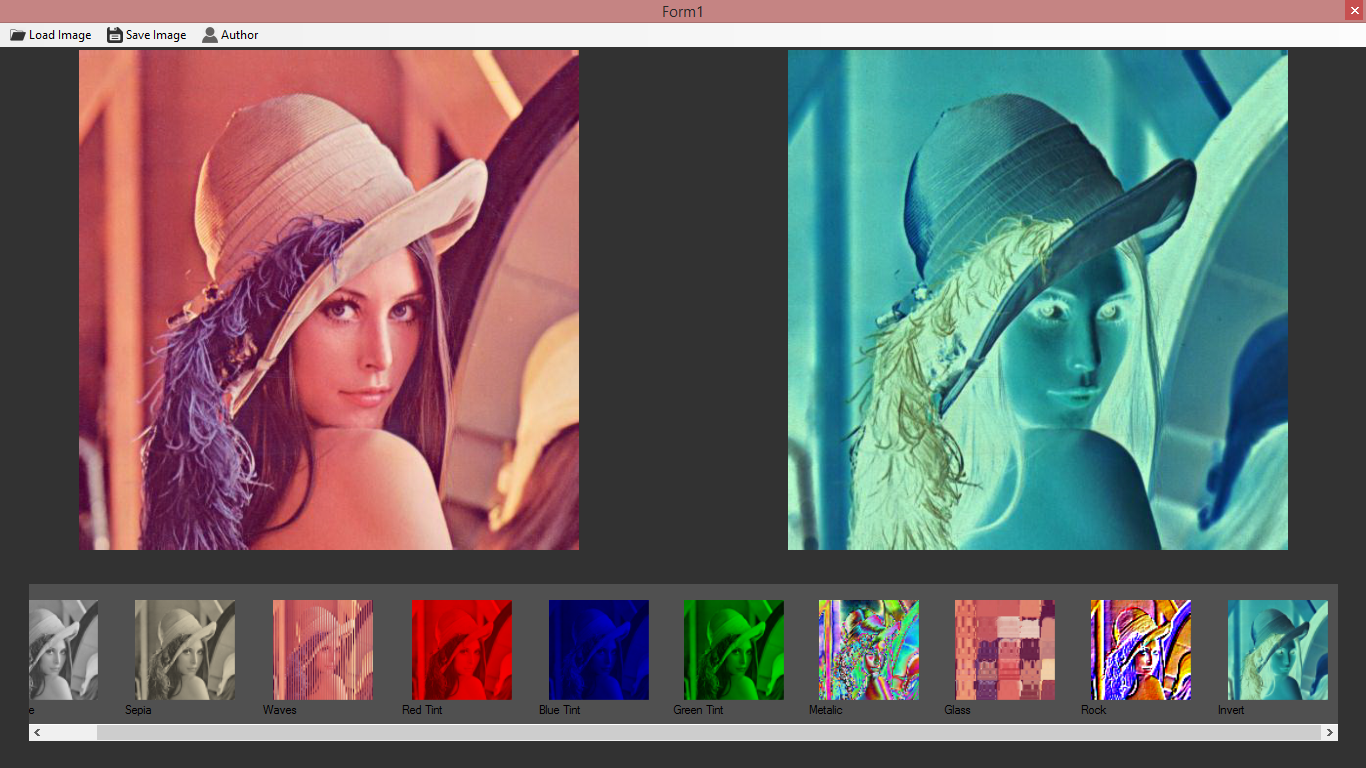 Form1
Load Image Save Image Author
e Sepia Waves Red Tint Blue Tint Green Tint Metalic Glass Rock Invert